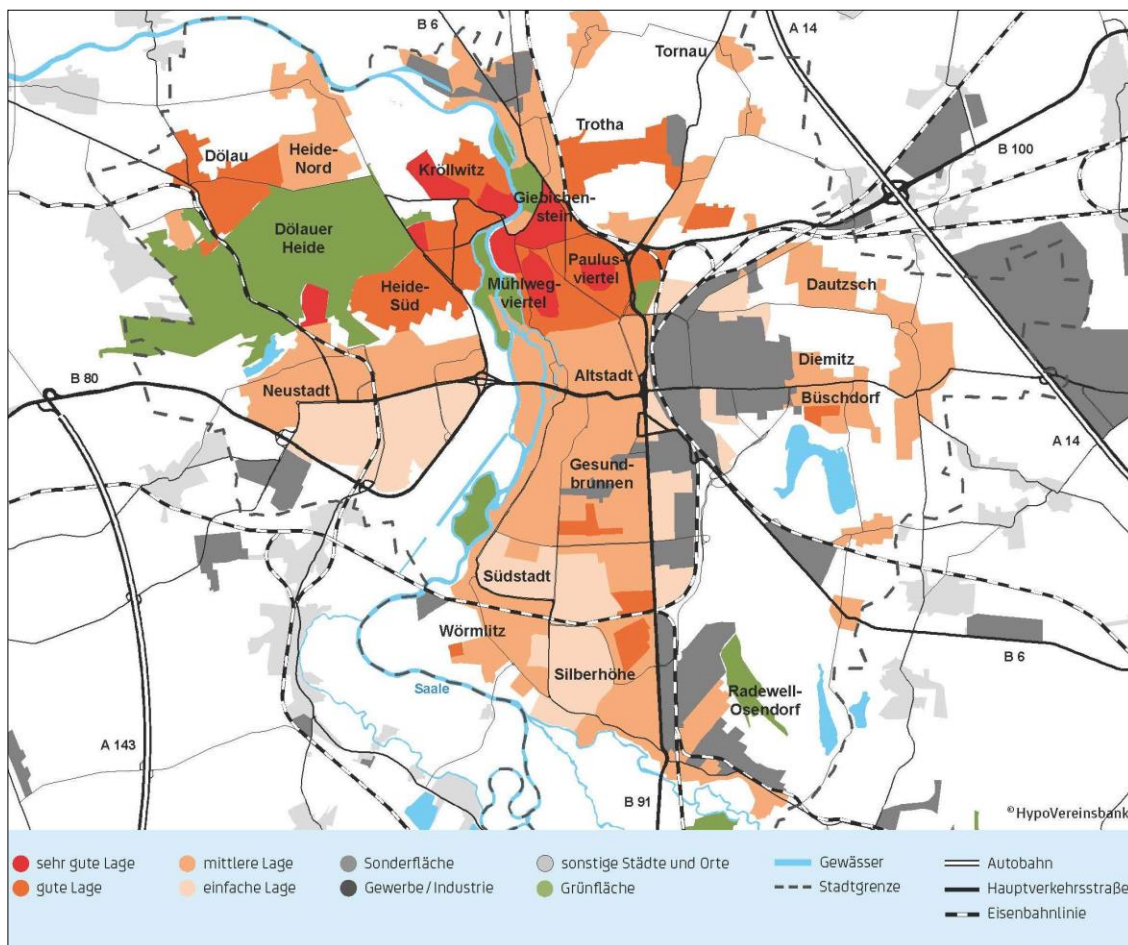 B 6
A 14
Tornau
Trotha
B 100
Dölau
Heide-
Nord
Kröllwitz
Giebichen-
stein
Dölauer
Heide
Paulus-
viertel
Heide-
Süd
Mühlweg-
viertel
Dautzsch
Diemitz
B 80
Neustadt
Altstadt
Büschdorf
A 14
Gesund-
brunnen
Südstadt
Wörmlitz
B 6
Saale
Silberhöhe
Radewell-
Osendorf
A 143
B 91
© HypoVereinsbank
sehr gute Lage
mittlere Lage
Sonderfläche
sonstige Städte und Orte
Gewässer
Autobahn
gute Lage
einfache Lage
Gewerbe/Industrie
Grünfläche
Stadtgrenze
Hauptverkehrsstraße
Eisenbahnlinie